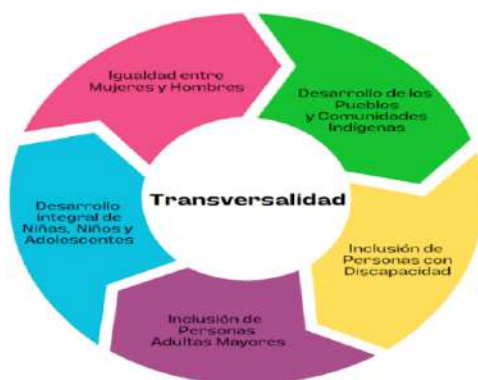 Igualdad entre
Mujeres y Hombres
Desarrollo de los
Pueblos
y Comunidades
Indígenas
Transversalidad
Desarrollo
integral de
Niñas, Niños y
Adolescentes
Inclusión de
Personas con
Discapacidad
Inclusión de
Personas
Adultas Mayores